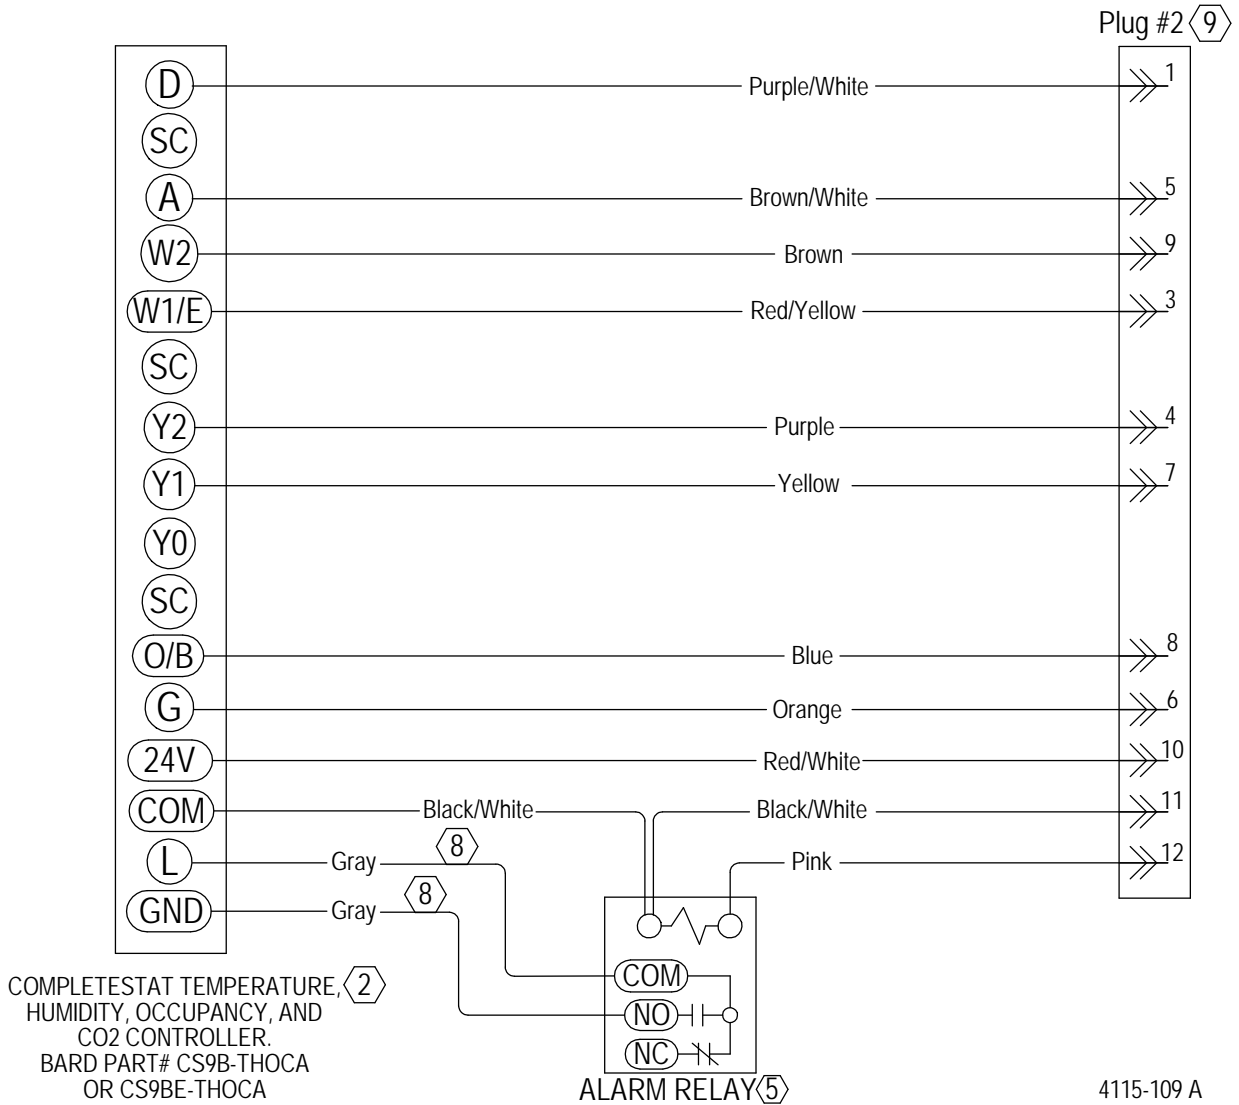 Plug #2 9
D Purple/White 1
SC
A Brown/White 5
W2 Brown 9
W1/E Red/Yellow 3
SC
Y2 Purple 4
Y1 Yellow 7
Y0
SC
O/B Blue 8
G Orange 6
24V Red/White 10
COM Black/White Black/White 11
L Gray 8 Pink 12
GND Gray 8
COM
NO
NC
COMPLETESTAT TEMPERATURE, 2
HUMIDITY, OCCUPANCY, AND
CO2 CONTROLLER.
BARD PART# CS9B-THOCA
OR CS9BE-THOCA
ALARM RELAY 5
4115-109 A